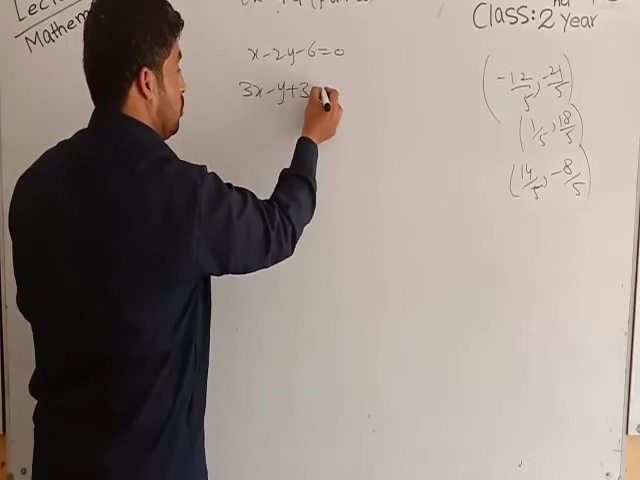 Mathem
Class: 2nd year
x-2y-6=0
3x-y+3
(-12/5, -21/5)
(1/5, 18/5)
(14/5, -8/5)